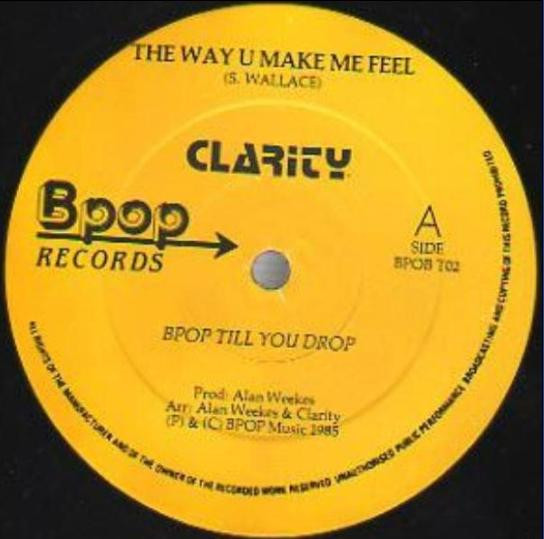 THE WAY U MAKE ME FEEL
(S. WALLACE)
CLARITY
Bpop
RECORDS
A
SIDE
BPOB T02
BPOP TILL YOU DROP
Prod: Alan Weekes
Arr: Alan Weekes & Clarity
(P) & (C) BPOP Music 1985
ALL RIGHTS OF THE MANUFACTURER AND OF THE OWNER OF THE RECORDED WORK RESERVED UNAUTHORISED PUBLIC PERFORMANCE BROADCASTING AND COPYING OF THIS RECORD PROHIBITED